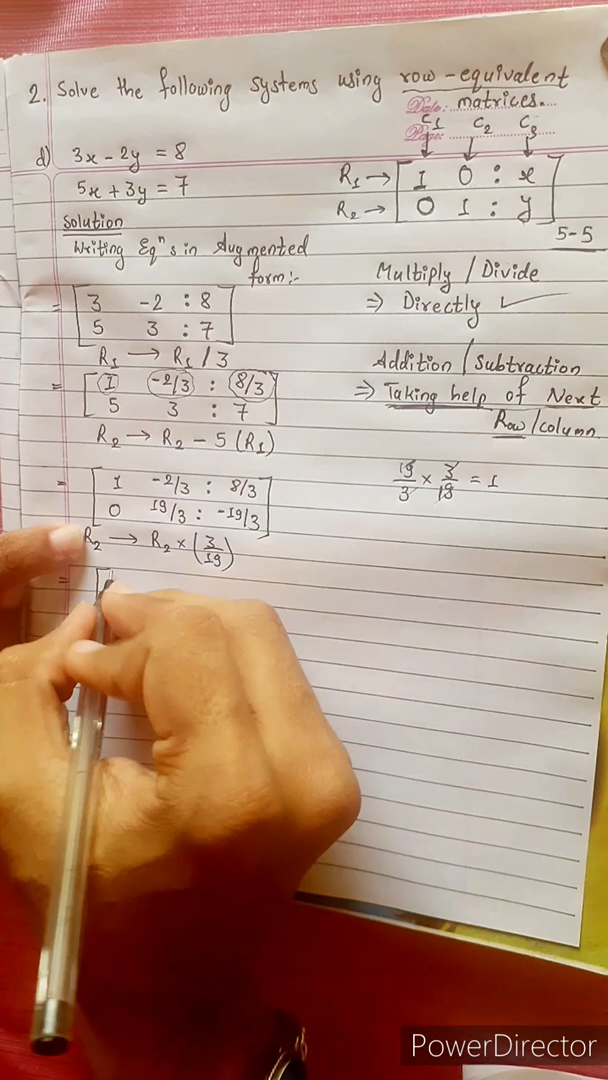 2. Solve the following systems using row-equivalent
matrices.
Date:
Page:
C1 C2 C3
d) 3x - 2y = 8
5x + 3y = 7
R1 → [ 1 0 : x ]
R2 → [ 0 1 : y ]
Solution
Writing Eqⁿs in Augmented
form:-
5-5
= [ 3 -2 : 8 ]
[ 5 3 : 7 ]
R1 → R1 / 3
= [ 1 -2/3 : 8/3 ]
[ 5 3 : 7 ]
R2 → R2 - 5 (R1)
= [ 1 -2/3 : 8/3 ]
[ 0 19/3 : -19/3 ]
R2 → R2 × (3/19)
= [
Multiply / Divide
⇒ Directly ✓
Addition / Subtraction
⇒ Taking help of Next
Row/column
19/3 × 3/19 = 1
PowerDirector